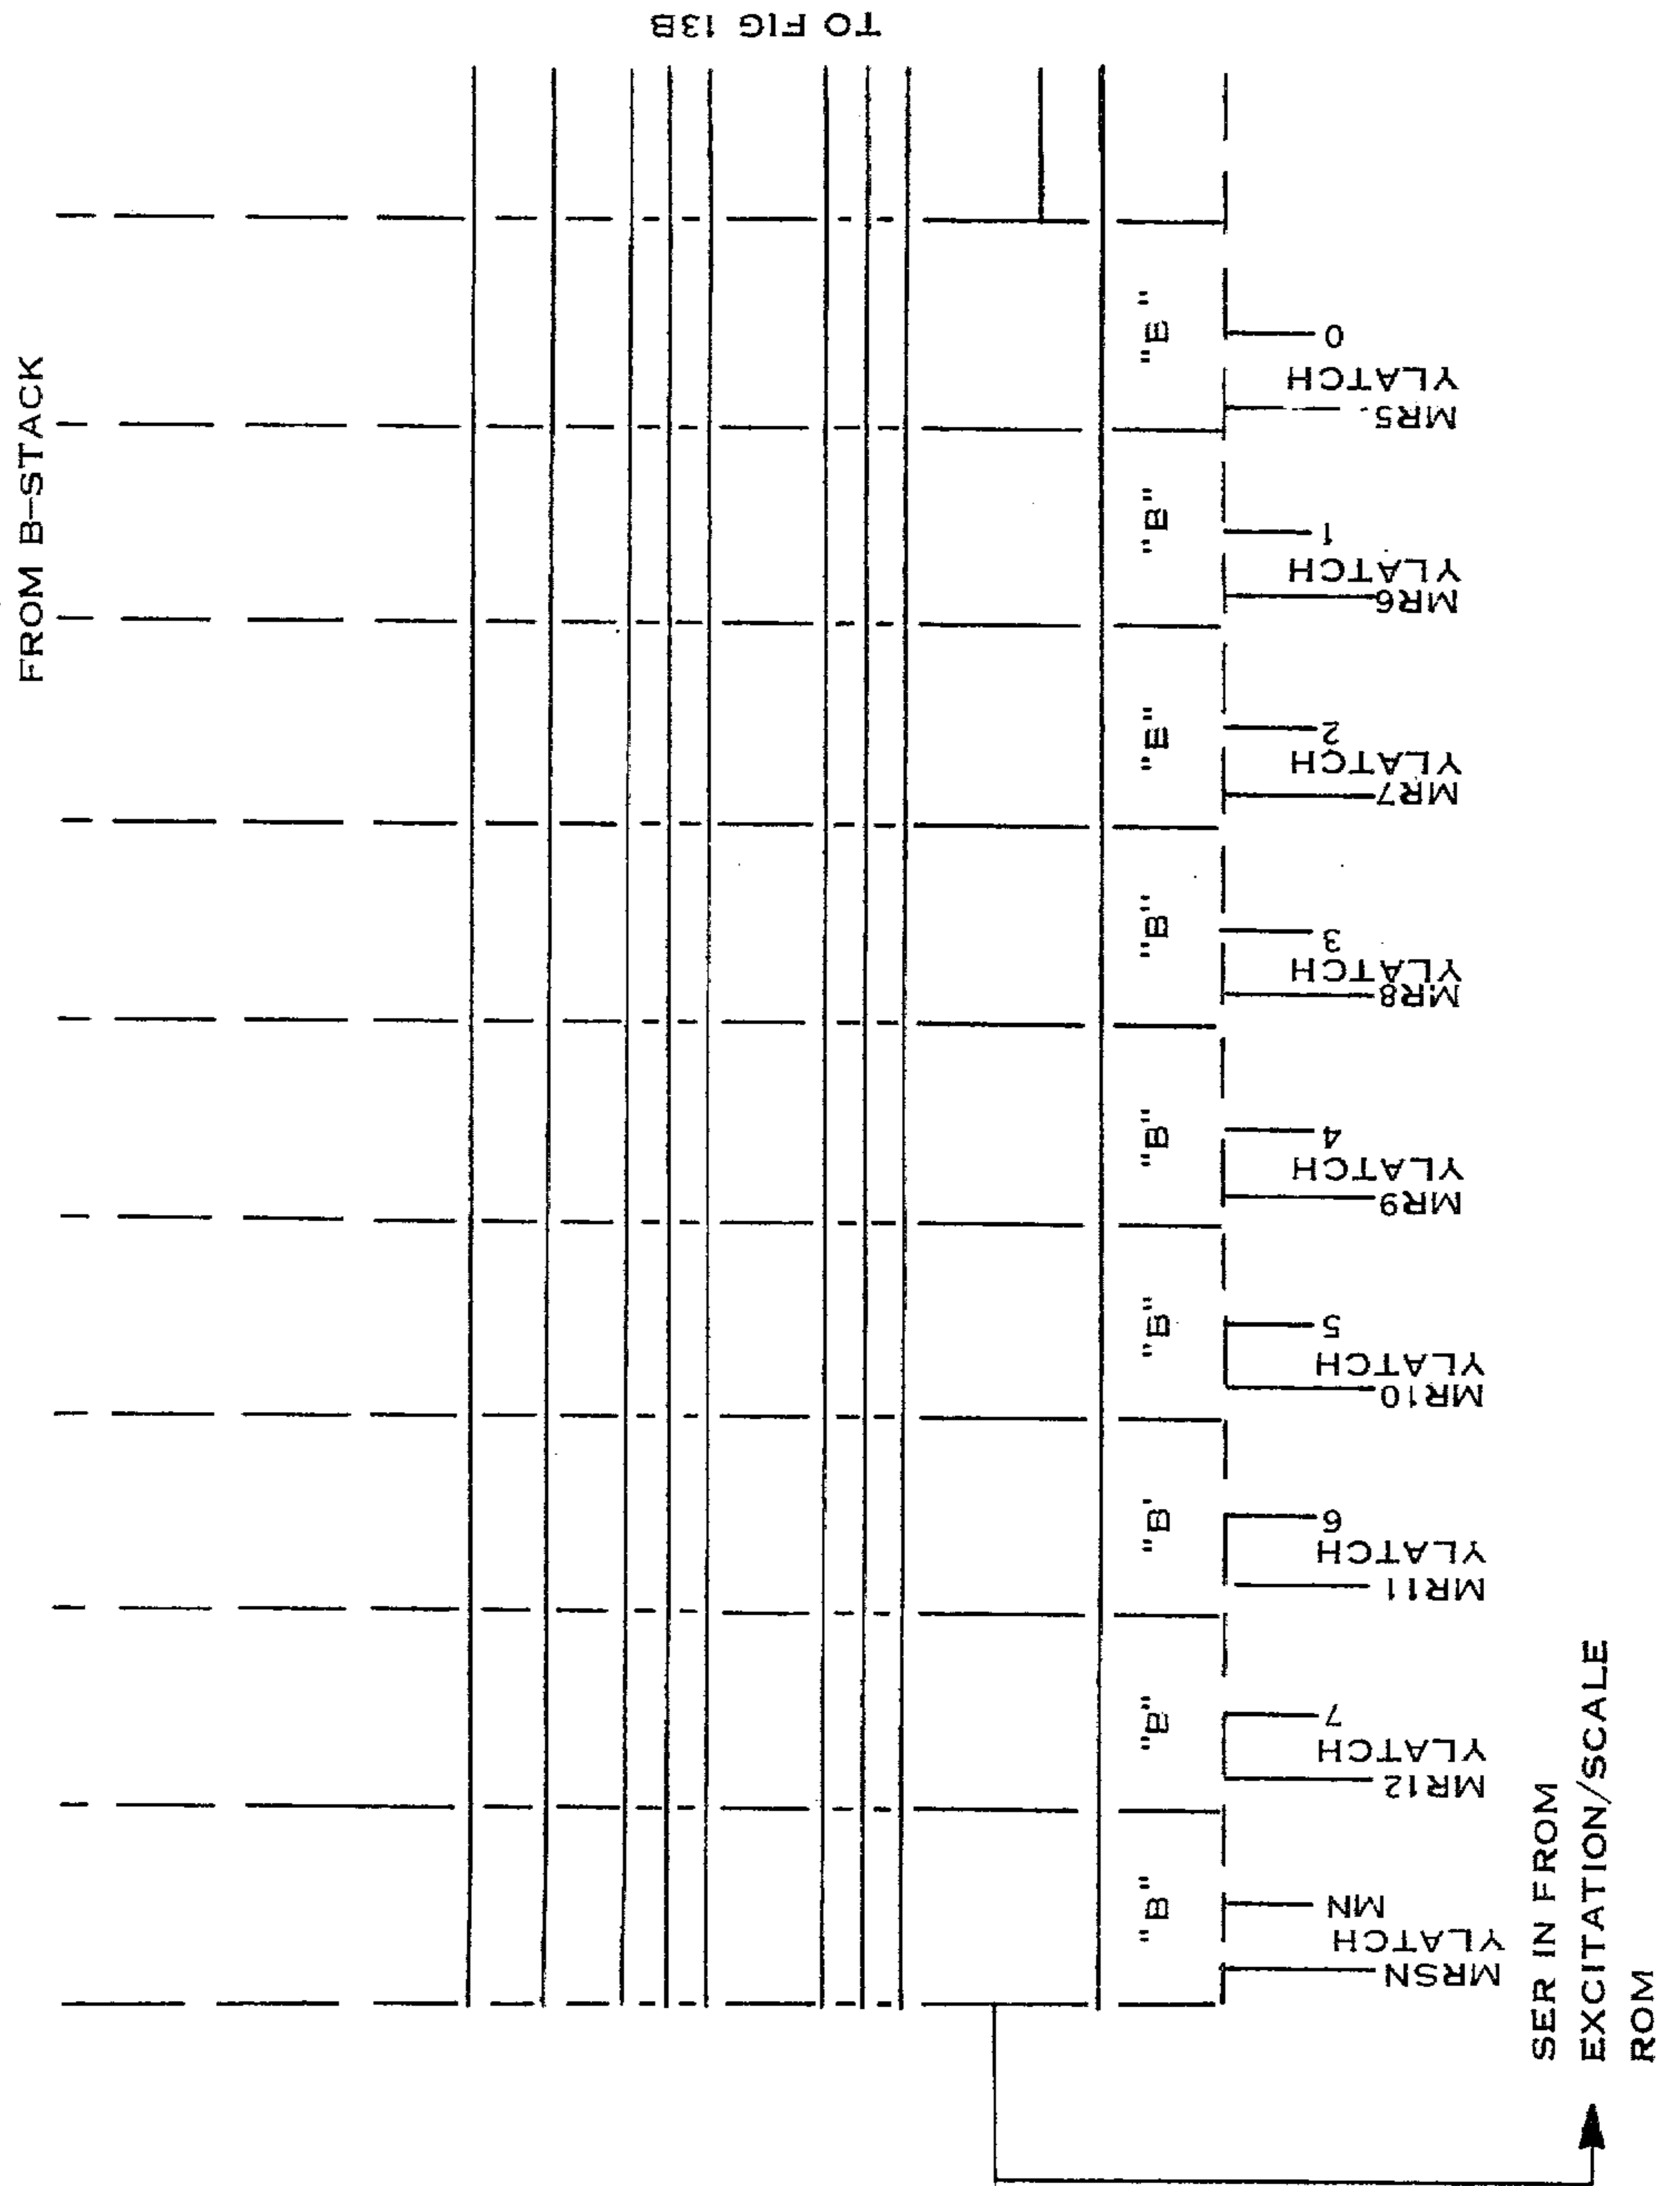 TO FIG 13B
FROM B-STACK
"E"
0
YLATCH
MR5
"B"
1
YLATCH
MR6
"E"
2
YLATCH
MR7
"B"
3
YLATCH
MR8
"B"
4
YLATCH
MR9
"B"
5
YLATCH
MR10
"B'
6
YLATCH
MR11
"B"
7
YLATCH
MR12
"B"
MN
YLATCH
MRSN
SER IN FROM
EXCITATION/SCALE
ROM